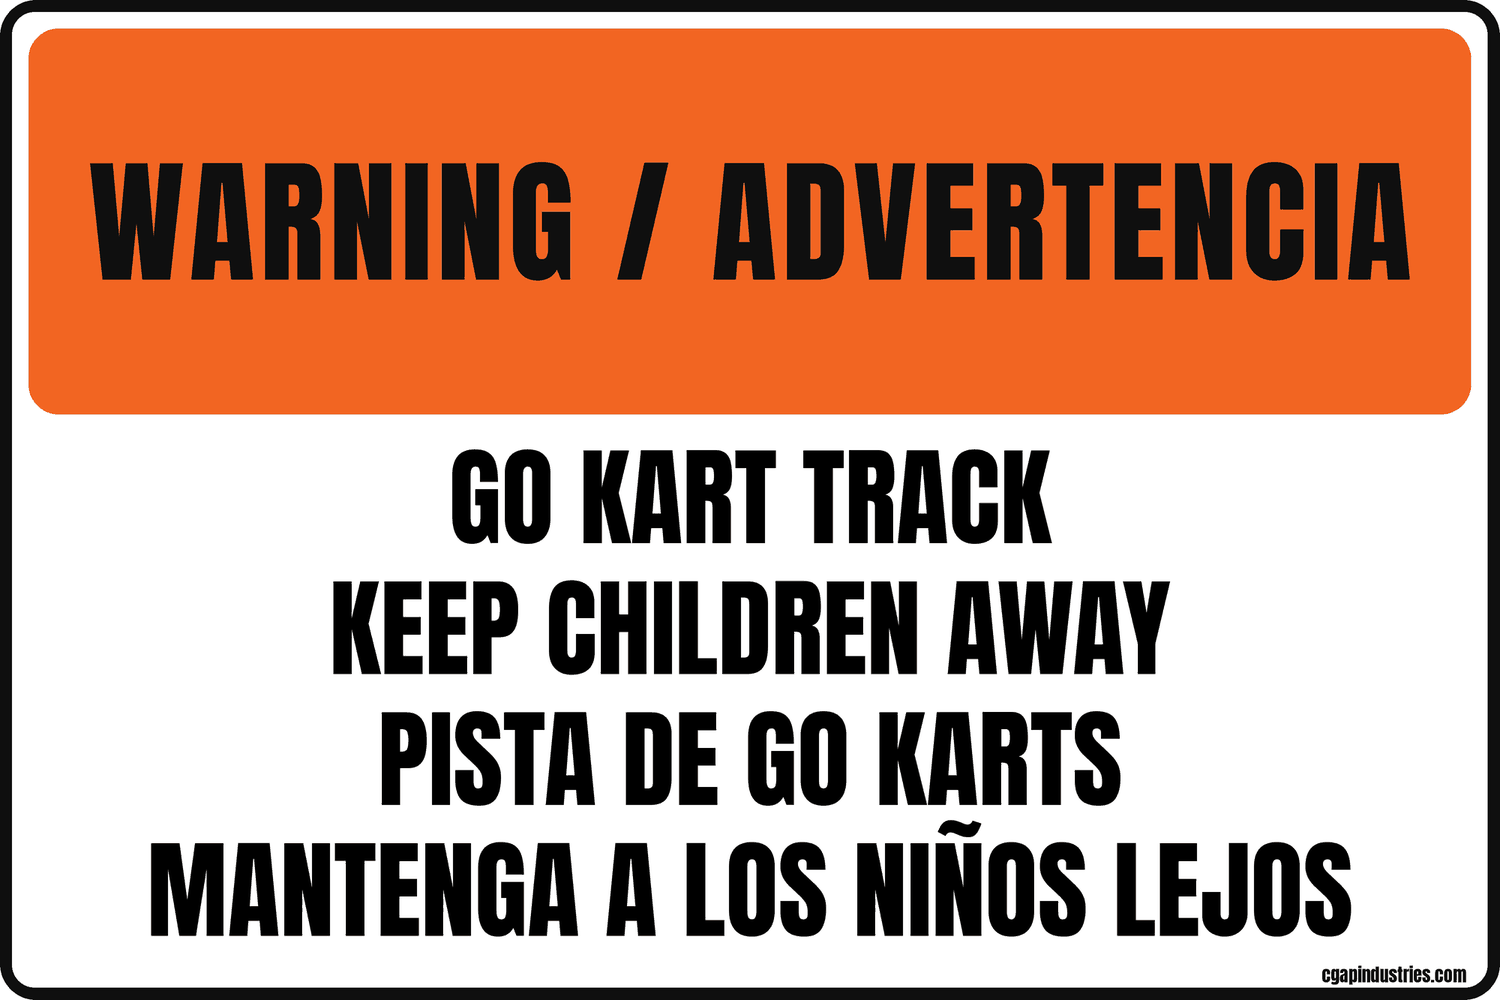 WARNING / ADVERTENCIA
GO KART TRACK
KEEP CHILDREN AWAY
PISTA DE GO KARTS
MANTENGA A LOS NIÑOS LEJOS
cgapindustries.com